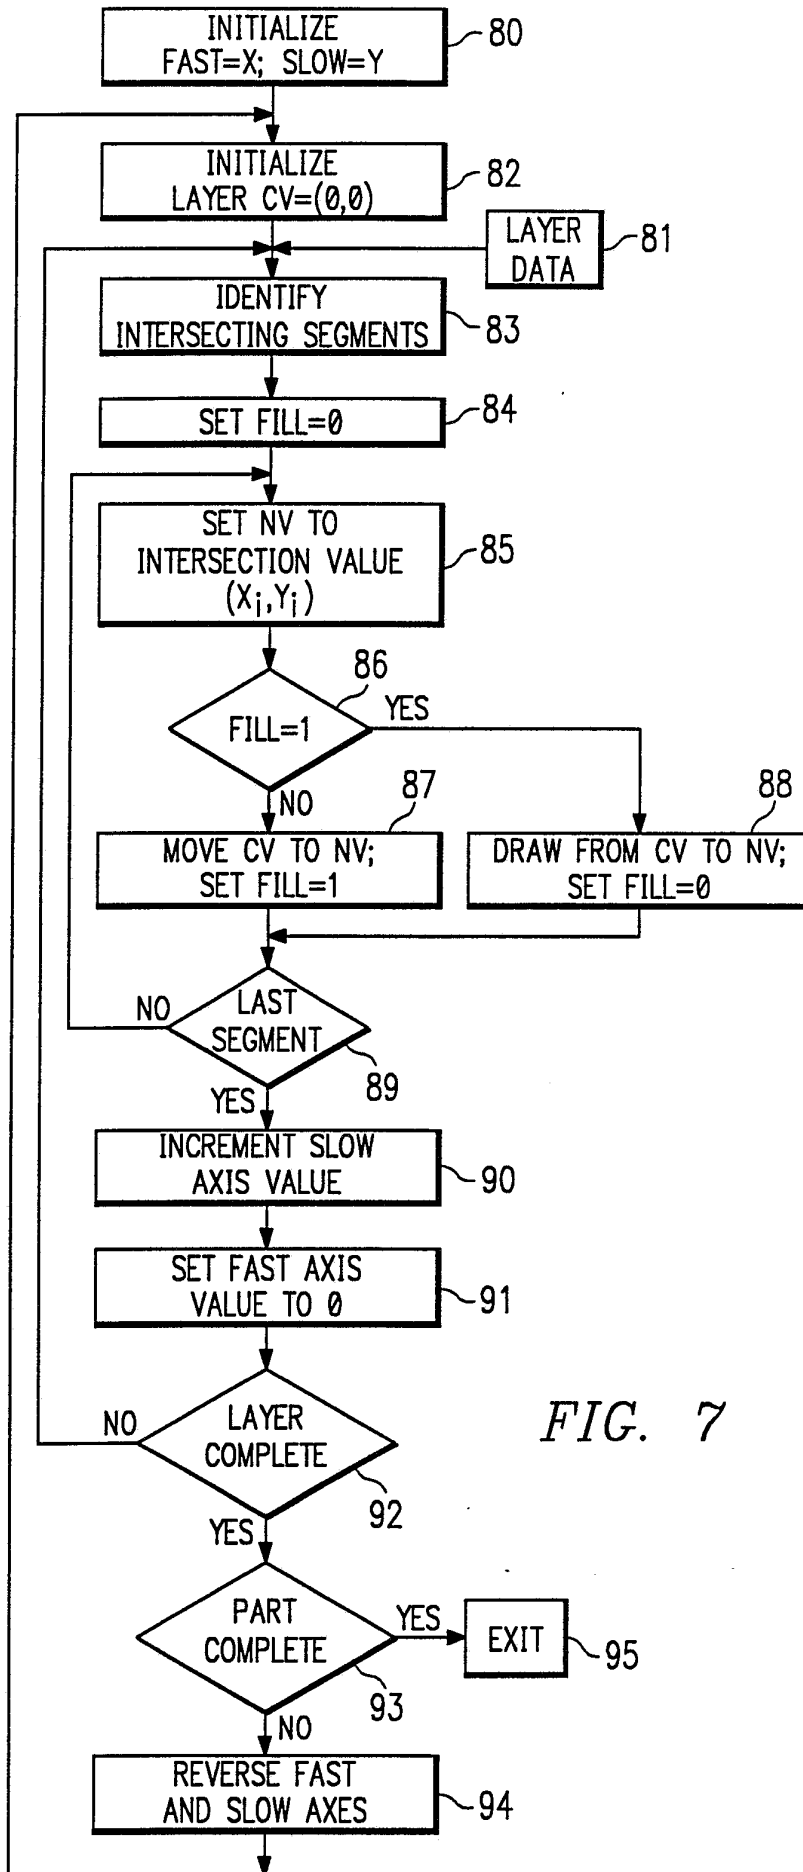 INITIALIZE
FAST=X; SLOW=Y
80
INITIALIZE
LAYER CV=(0,0)
82
LAYER
DATA
81
IDENTIFY
INTERSECTING SEGMENTS
83
SET FILL=0
84
SET NV TO
INTERSECTION VALUE
(Xi,Yi)
85
86
FILL=1
YES
NO
87
MOVE CV TO NV;
SET FILL=1
88
DRAW FROM CV TO NV;
SET FILL=0
LAST
SEGMENT
NO
89
YES
INCREMENT SLOW
AXIS VALUE
90
SET FAST AXIS
VALUE TO 0
91
FIG. 7
LAYER
COMPLETE
NO
92
YES
PART
COMPLETE
YES
EXIT
95
93
NO
REVERSE FAST
AND SLOW AXES
94